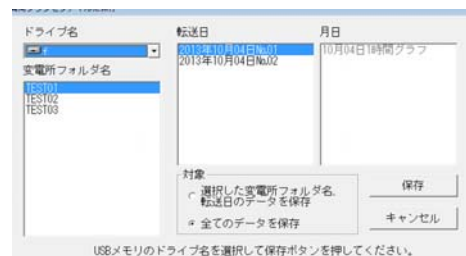 ドライブ名
転送日
月日
f
2013年10月04日№01
2013年10月04日№02
10月04日1時間グラフ
変電所フォルダ名
TEST01
TEST02
TEST03
対象
選択した変電所フォルダ名、
転送日のデータを保存
全てのデータを保存
保存
キャンセル
USBメモリのドライブ名を選択して保存ボタンを押してください。